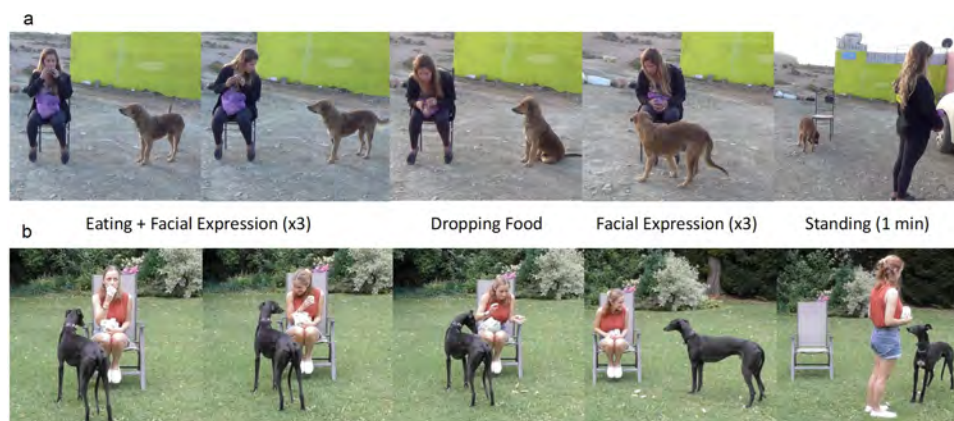 a
Eating + Facial Expression (x3) Dropping Food Facial Expression (x3) Standing (1 min)
b